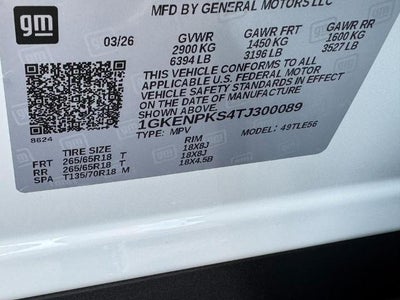 MFD BY GENERAL MOTORS LLC
gm
03/26 GVWR GAWR FRT GAWR RR
2900 KG 1450 KG 1600 KG
6394 LB 3196 LB 3527 LB
THIS VEHICLE CONFORMS TO ALL
APPLICABLE U.S. FEDERAL MOTOR
VEHICLE SAFETY STANDARDS IN EFFECT
ON THE DATE OF MANUFACTURE
SHOWN ABOVE.
1GKENPKS4TJ300089
8624 TYPE: MPV MODEL: 49TLE56
TIRE SIZE RIM
FRT 265/65R18 T 18X8J
RR 265/65R18 T 18X8J
SPA T135/70R18 M 18X4.5B